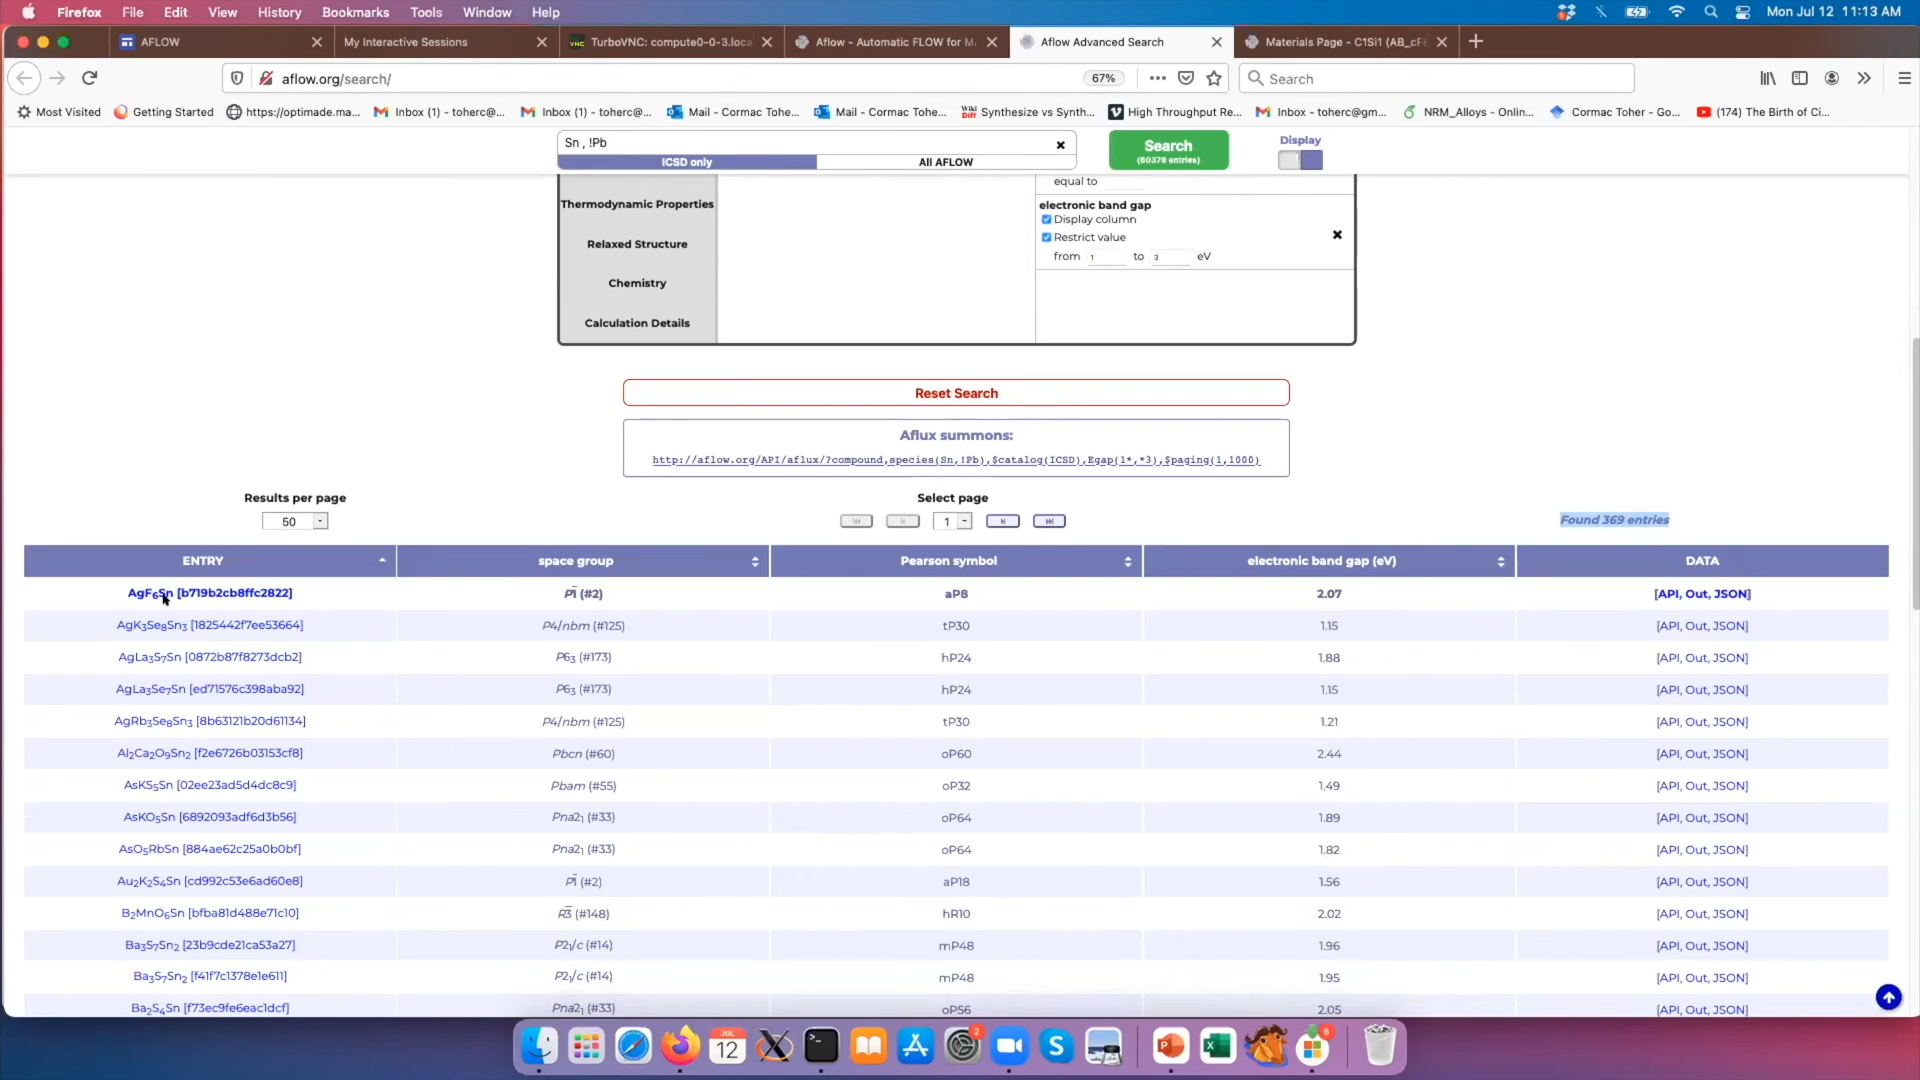 Firefox File Edit View History Bookmarks Tools Window Help Mon Jul 12 11:13 AM
AFLOW My Interactive Sessions TurboVNC: compute0-0-3.loca Aflow - Automatic FLOW for M Aflow Advanced Search Materials Page - C1Si1 (AB_cF
aflow.org/search/ 67% Search
Most Visited Getting Started https://optimade.ma... Inbox (1) - toherc@... Inbox (1) - toherc@... Mail - Cormac Tohe... Mail - Cormac Tohe... Synthesize vs Synth... High Throughput Re... Inbox - toherc@gm... NRM_Alloys - Onlin... Cormac Toher - Go... (174) The Birth of Ci...
Sn , !Pb
ICSD only All AFLOW
Search
(60379 entries)
Display
equal to
Thermodynamic Properties
Relaxed Structure
Chemistry
Calculation Details
electronic band gap
Display column
Restrict value
from 1 to 3 eV
Reset Search
Aflux summons:
http://aflow.org/API/aflux/?compound,species(Sn,!Pb),$catalog(ICSD),Egap(1*,*3),$paging(1,1000)
Results per page Select page
50 1 Found 369 entries
ENTRY space group Pearson symbol electronic band gap (eV) DATA
AgF₆Sn [b719b2cb8ffc2822] P1̄ (#2) aP8 2.07 [API, Out, JSON]
AgK₃Se₈Sn₃ [1825442f7ee53664] P4/nbm (#125) tP30 1.15 [API, Out, JSON]
AgLa₃S₇Sn [0872b87f8273dcb2] P6₃ (#173) hP24 1.88 [API, Out, JSON]
AgLa₃Se₇Sn [ed71576c398aba92] P6₃ (#173) hP24 1.15 [API, Out, JSON]
AgRb₃Se₈Sn₃ [8b63121b20d61134] P4/nbm (#125) tP30 1.21 [API, Out, JSON]
Al₂Ca₂O₉Sn₂ [f2e6726b03153cf8] Pbcn (#60) oP60 2.44 [API, Out, JSON]
AsKS₅Sn [02ee23ad5d4dc8c9] Pbam (#55) oP32 1.49 [API, Out, JSON]
AsKO₅Sn [6892093adf6d3b56] Pna2₁ (#33) oP64 1.89 [API, Out, JSON]
AsO₅RbSn [884ae62c25a0b0bf] Pna2₁ (#33) oP64 1.82 [API, Out, JSON]
Au₂K₂S₄Sn [cd992c53e6ad60e8] P1̄ (#2) aP18 1.56 [API, Out, JSON]
B₂MnO₆Sn [bfba81d488e71c10] R3̄ (#148) hR10 2.02 [API, Out, JSON]
Ba₃S₇Sn₂ [23b9cde21ca53a27] P2₁/c (#14) mP48 1.96 [API, Out, JSON]
Ba₃S₇Sn₂ [f41f7c1378e1e611] P2₁/c (#14) mP48 1.95 [API, Out, JSON]
Ba₂S₄Sn [f73ec9fe6eac1dcf] Pna2₁ (#33) oP56 2.05 [API, Out, JSON]
JUL
12
2
6